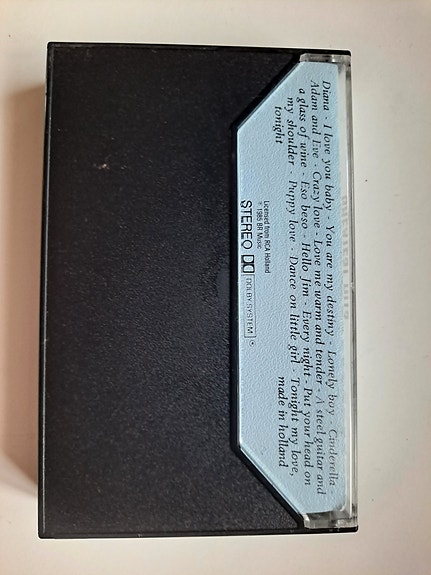 Diana - I love you baby - You are my destiny - Lonely boy - Cinderella -
Adam and Eve - Crazy love - Love me warm and tender - A steel guitar and
a glass of wine - Eso beso - Hello Jim - Every night - Put your head on
my shoulder - Puppy love - Dance on little girl - Tonight my love,
tonight
made in holland
Licensed from RCA Holland
℗ 1985 BR Music
STEREO DOLBY SYSTEM ®